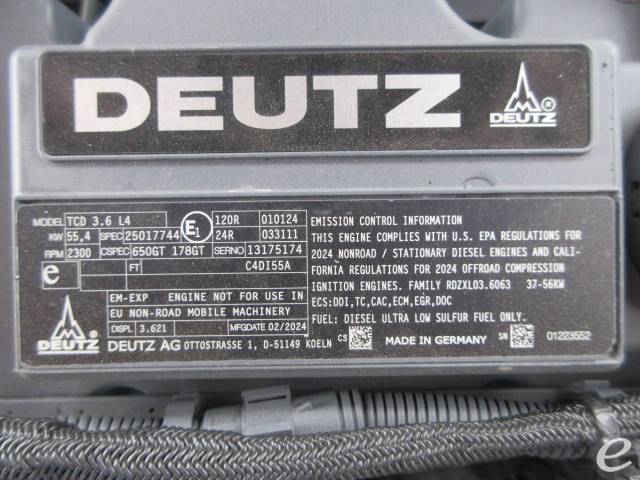 DEUTZ
DEUTZ ®
MODEL TCD 3.6 L4
KW 55,4 SPEC 25017744
RPM 2300 CSPEC 650GT 178GT
E1 120R 010124
24R 033111
SERNO 13175174
e FT C4DI55A
EM-EXP ENGINE NOT FOR USE IN
EU NON-ROAD MOBILE MACHINERY
DISPL 3.621 MFGDATE 02/2024
DEUTZ
DEUTZ AG OTTOSTRASSE 1, D-51149 KOELN
EMISSION CONTROL INFORMATION
THIS ENGINE COMPLIES WITH U.S. EPA REGULATIONS FOR
2024 NONROAD / STATIONARY DIESEL ENGINES AND CALI-
FORNIA REGULATIONS FOR 2024 OFFROAD COMPRESSION
IGNITION ENGINES. FAMILY RDZXL03.6063 37-56KW
ECS:DDI,TC,CAC,ECM,EGR,DOC
FUEL: DIESEL ULTRA LOW SULFUR FUEL ONLY.
CS MADE IN GERMANY SN 01223552
e